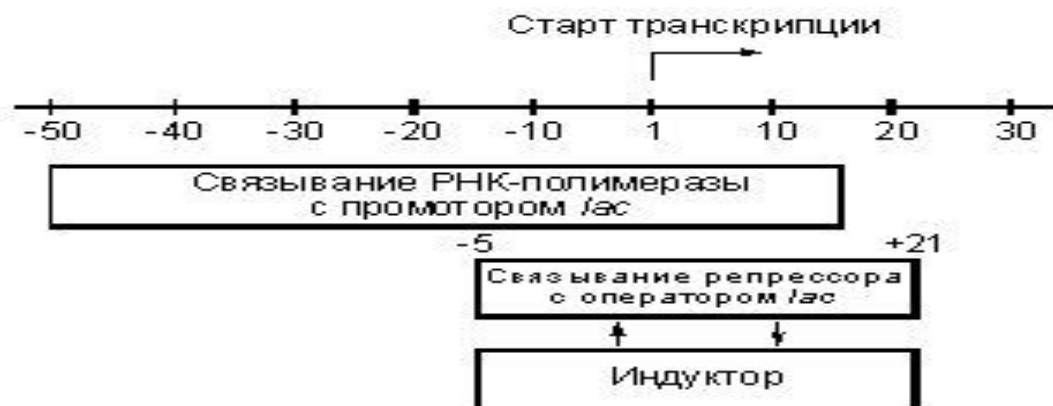 Старт транскрипции
-50 -40 -30 -20 -10 1 10 20 30
Связывание РНК-полимеразы
с промотором lac
-5 +21
Связывание репрессора
с оператором lac
Индуктор